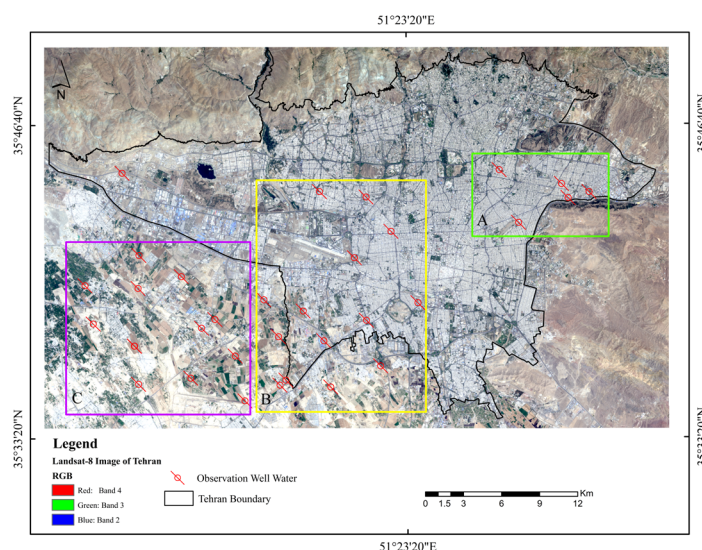 51°23'20"E
N
35°46'40"N
35°46'40"N
A
B
C
35°33'20"N
35°33'20"N
Legend
Landsat-8 Image of Tehran
RGB
Red: Band 4
Green: Band 3
Blue: Band 2
Observation Well Water
Tehran Boundary
Km
0 1.5 3 6 9 12
51°23'20"E